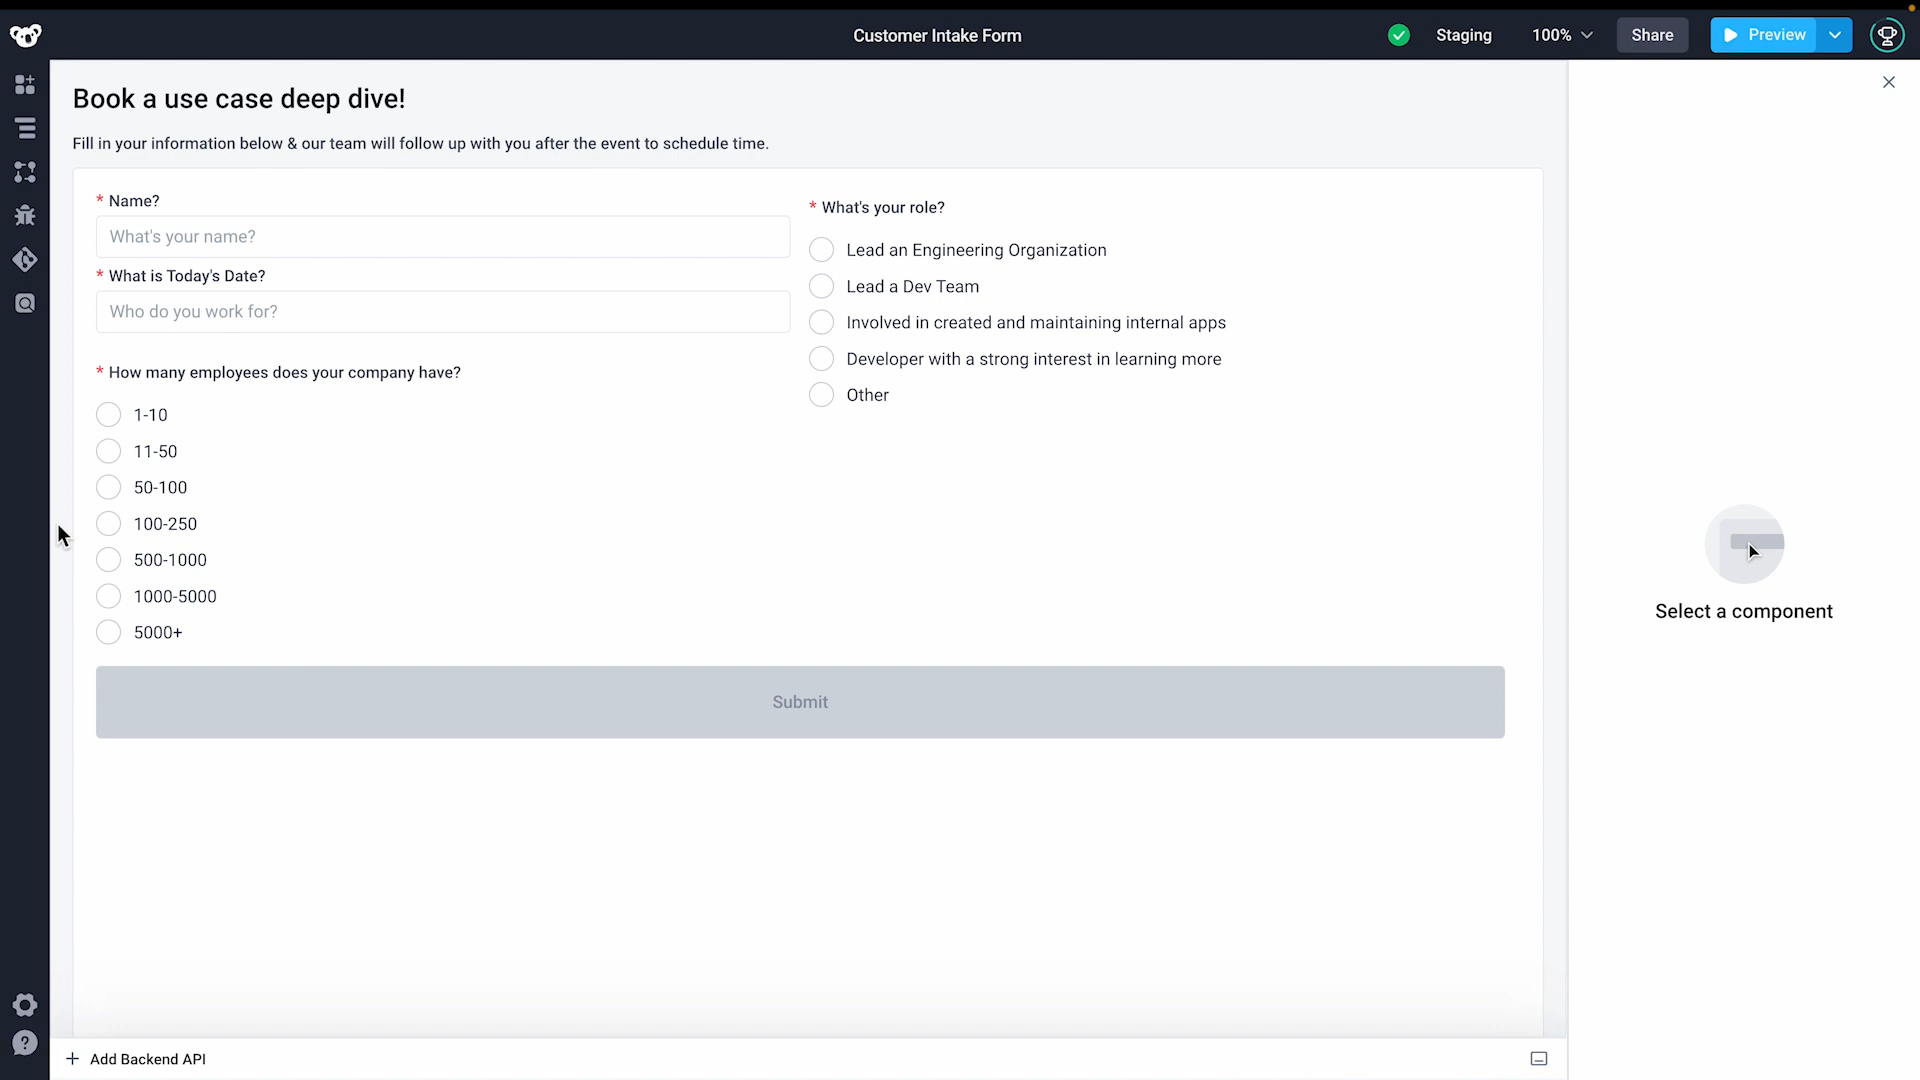 Customer Intake Form
Staging
100%
Share
Preview
Book a use case deep dive!
Fill in your information below & our team will follow up with you after the event to schedule time.
* Name?
What's your name?
* What is Today's Date?
Who do you work for?
* How many employees does your company have?
1-10
11-50
50-100
100-250
500-1000
1000-5000
5000+
* What's your role?
Lead an Engineering Organization
Lead a Dev Team
Involved in created and maintaining internal apps
Developer with a strong interest in learning more
Other
Submit
Select a component
+ Add Backend API